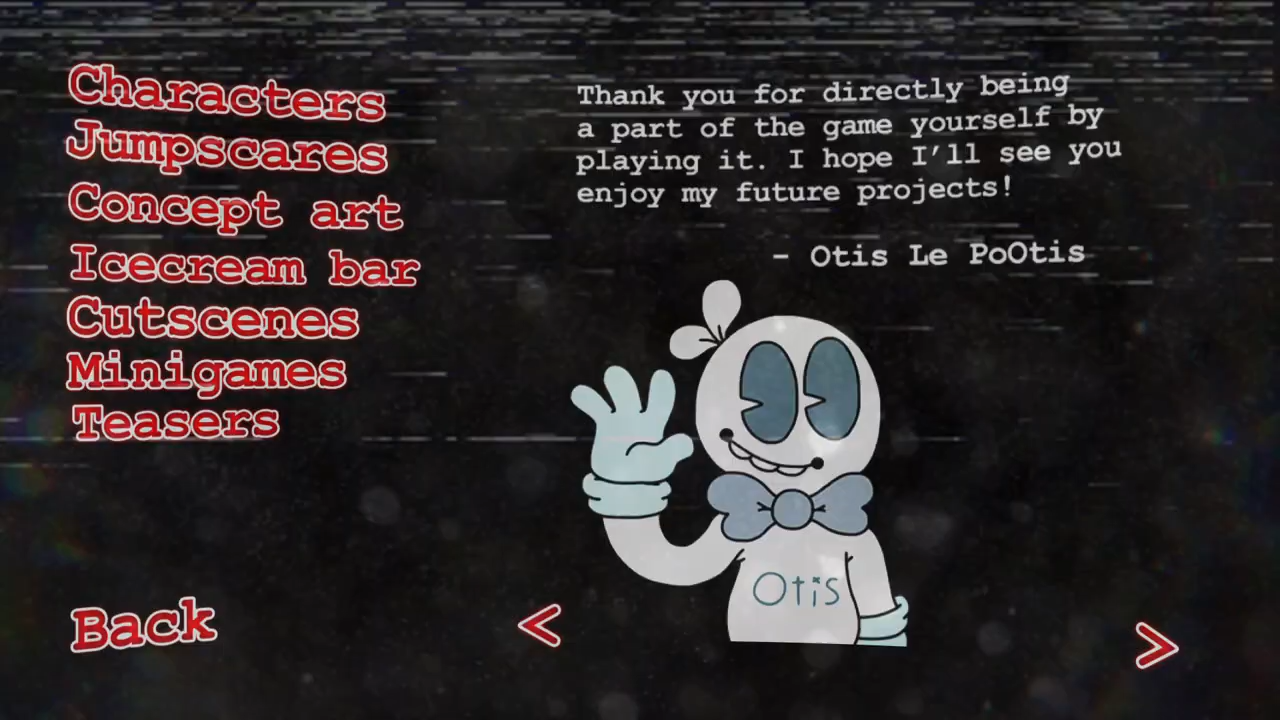 Characters
Jumpscares
Concept art
Icecream bar
Cutscenes
Minigames
Teasers
Back
Thank you for directly being
a part of the game yourself by
playing it. I hope I'll see you
enjoy my future projects!
- Otis Le PoOtis
Otis
< >